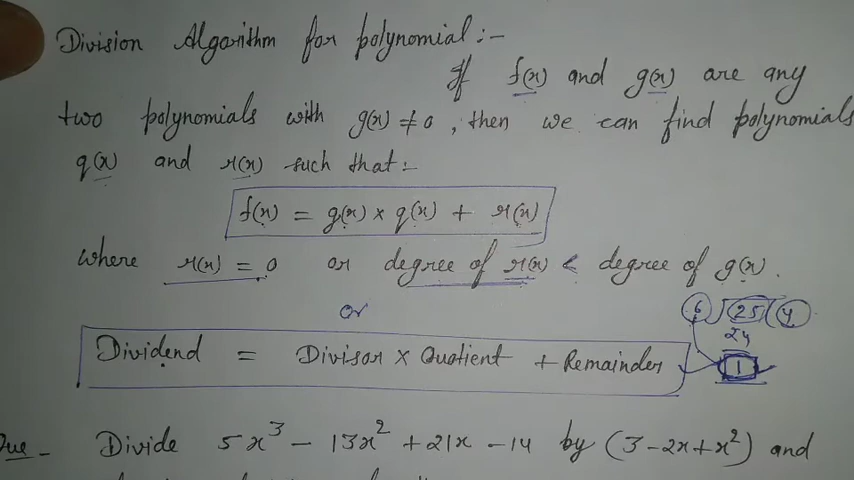 Division Algorithm for polynomial :-
If f(x) and g(x) are any
two polynomials with g(x) ≠ 0, then we can find polynomials
q(x) and r(x) such that :-
f(x) = g(x) × q(x) + r(x)
where r(x) = 0 or degree of r(x) < degree of g(x).
or
6 25 4
24
1
Dividend = Divisor × Quotient + Remainder
Que- Divide 5x³ - 13x² + 21x - 14 by (3-2x+x²) and